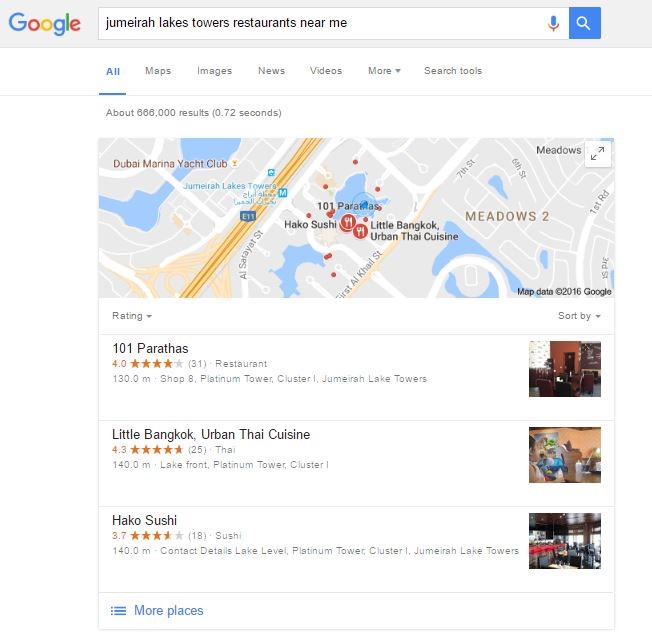 Google
jumeirah lakes towers restaurants near me
All Maps Images News Videos More Search tools
About 666,000 results (0.72 seconds)
Meadows
Dubai Marina Yacht Club
7th St
6th St
Jumeirah Lakes Towers
1st Rd
101 Parathas
E11
Hako Sushi
Little Bangkok,
Urban Thai Cuisine
MEADOWS 2
Al Sarayat St
First Al Khail St
3rd St
Map data ©2016 Google
Rating Sort by
101 Parathas
4.0 (31) · Restaurant
130.0 m · Shop 8, Platinum Tower, Cluster I, Jumeirah Lake Towers
Little Bangkok, Urban Thai Cuisine
4.3 (25) · Thai
140.0 m · Lake front, Platinum Tower, Cluster I
Hako Sushi
3.7 (18) · Sushi
140.0 m · Contact Details Lake Level, Platinum Tower, Cluster I, Jumeirah Lake Towers
More places